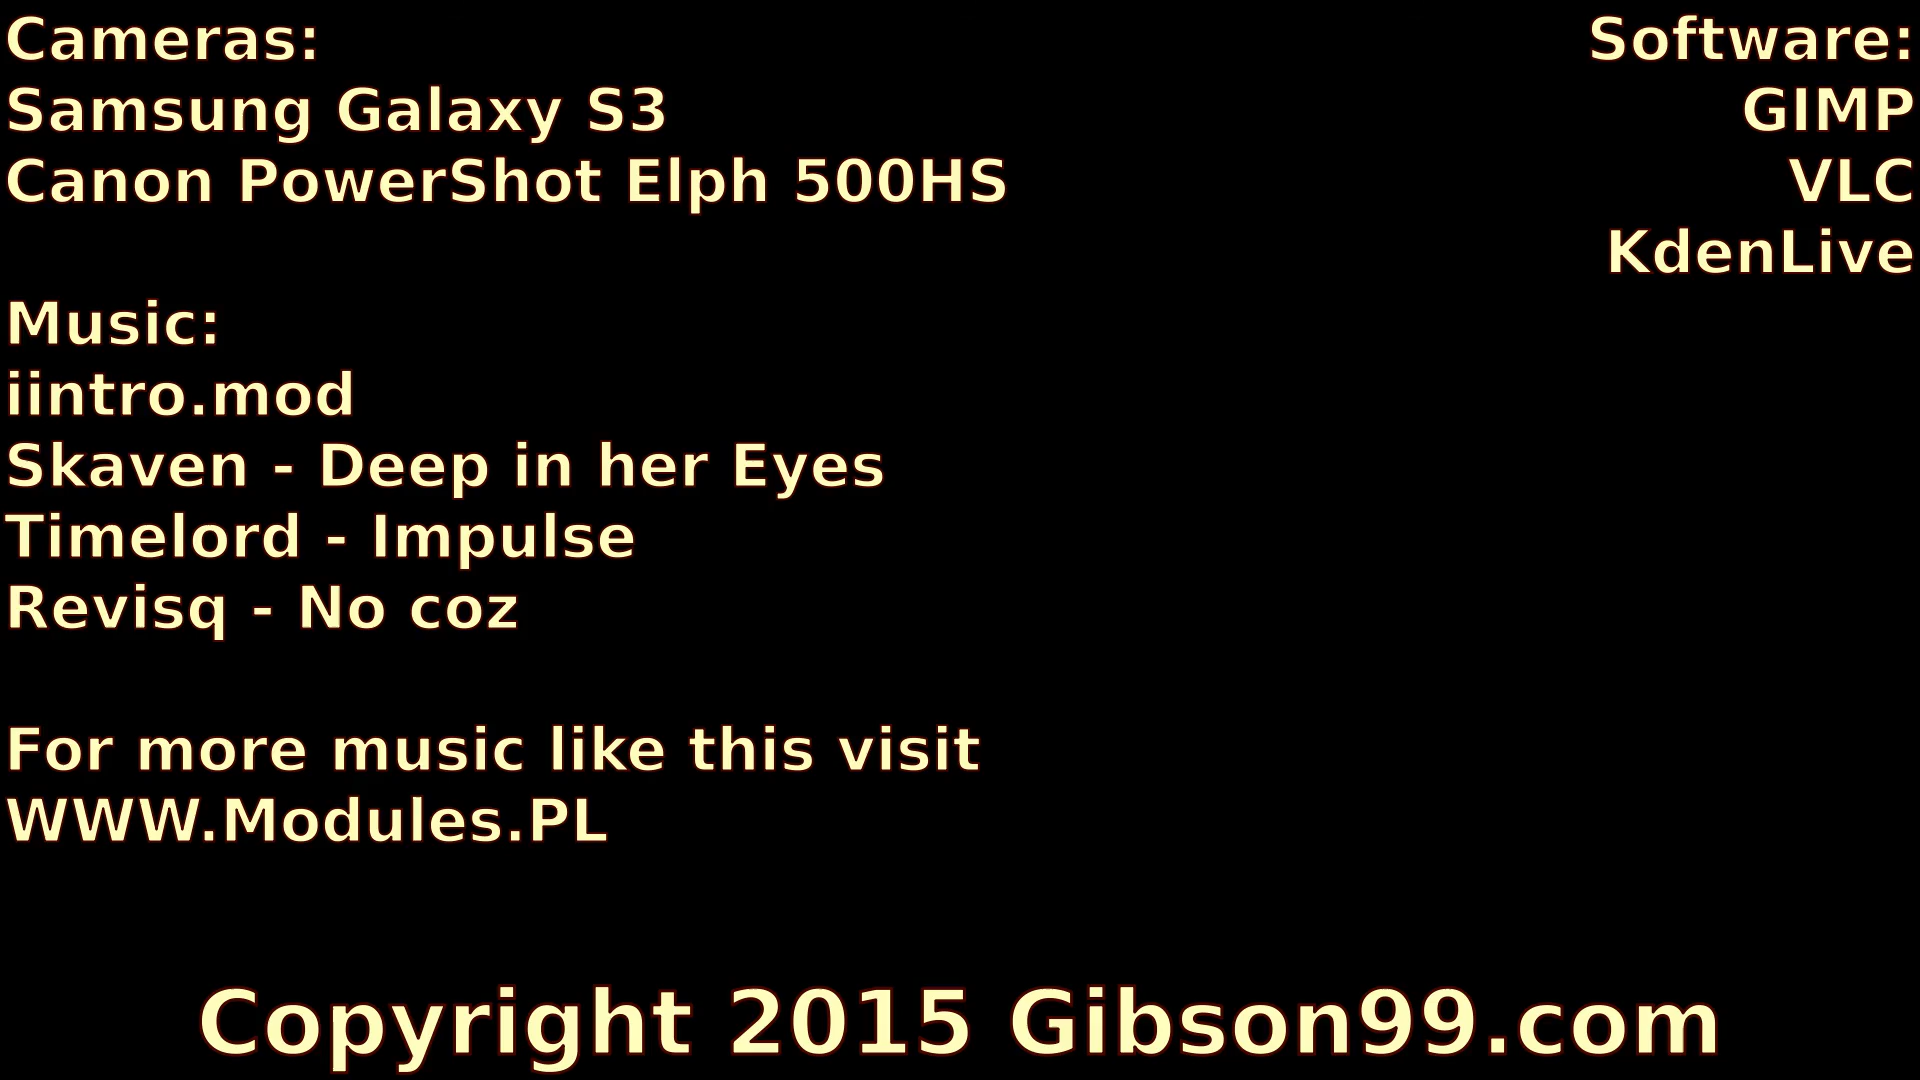 Cameras:
Samsung Galaxy S3
Canon PowerShot Elph 500HS
Music:
iintro.mod
Skaven - Deep in her Eyes
Timelord - Impulse
Revisq - No coz
For more music like this visit
WWW.Modules.PL
Software:
GIMP
VLC
KdenLive
Copyright 2015 Gibson99.com